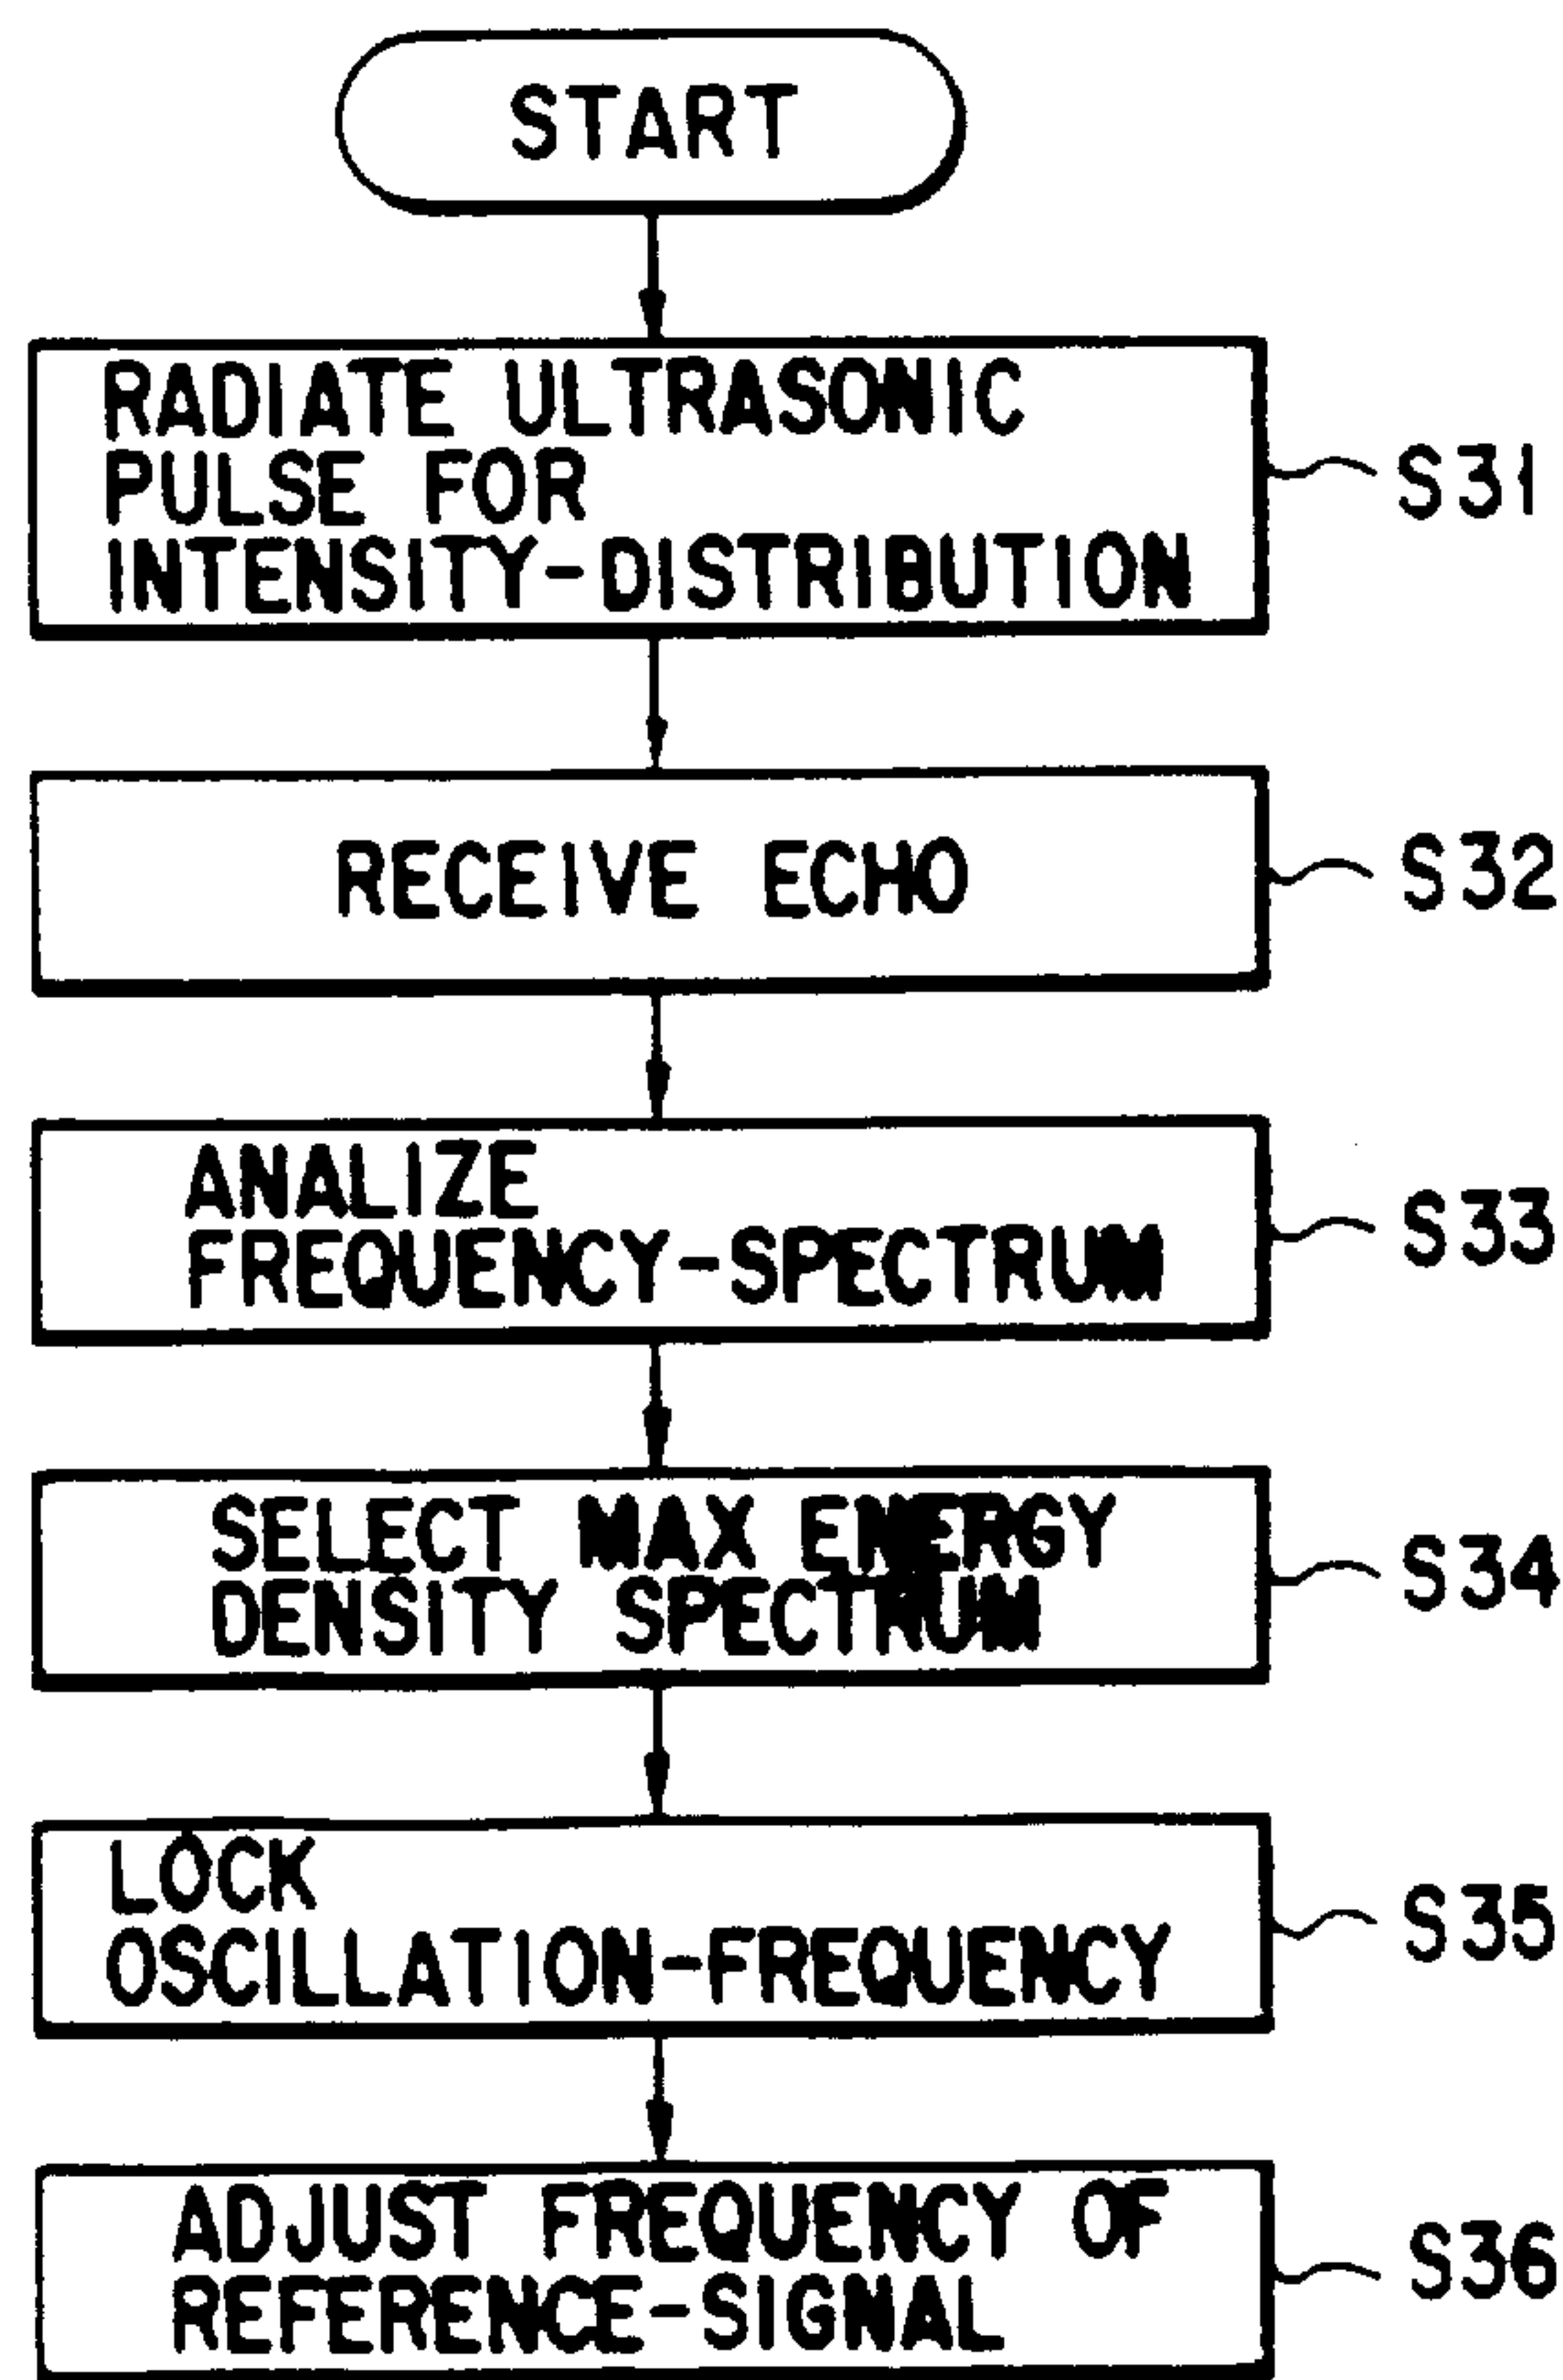 START
RADIATE ULTRASONIC
PULSE FOR
INTENSITY-DISTRIBUTION
S31
RECEIVE ECHO
S32
ANALIZE
FREQUENCY-SPECTRUM
S33
SELECT MAX ENERGY
DENSITY SPECTRUM
S34
LOCK
OSCILLATION-FREQUENCY
S35
ADJUST FREQUENCY OF
REFERENCE-SIGNAL
S36